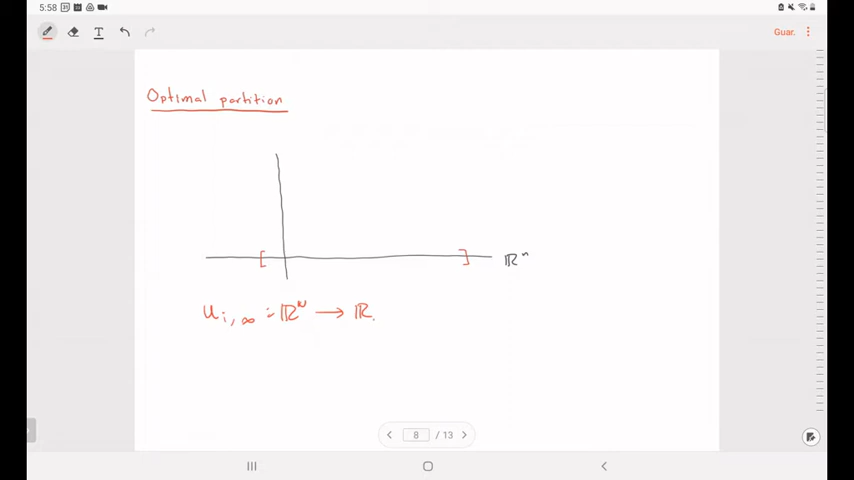 5:58
Guar.
Optimal partition
ℝⁿ
u_{i,∞} : ℝᴺ → ℝ.
8 / 13